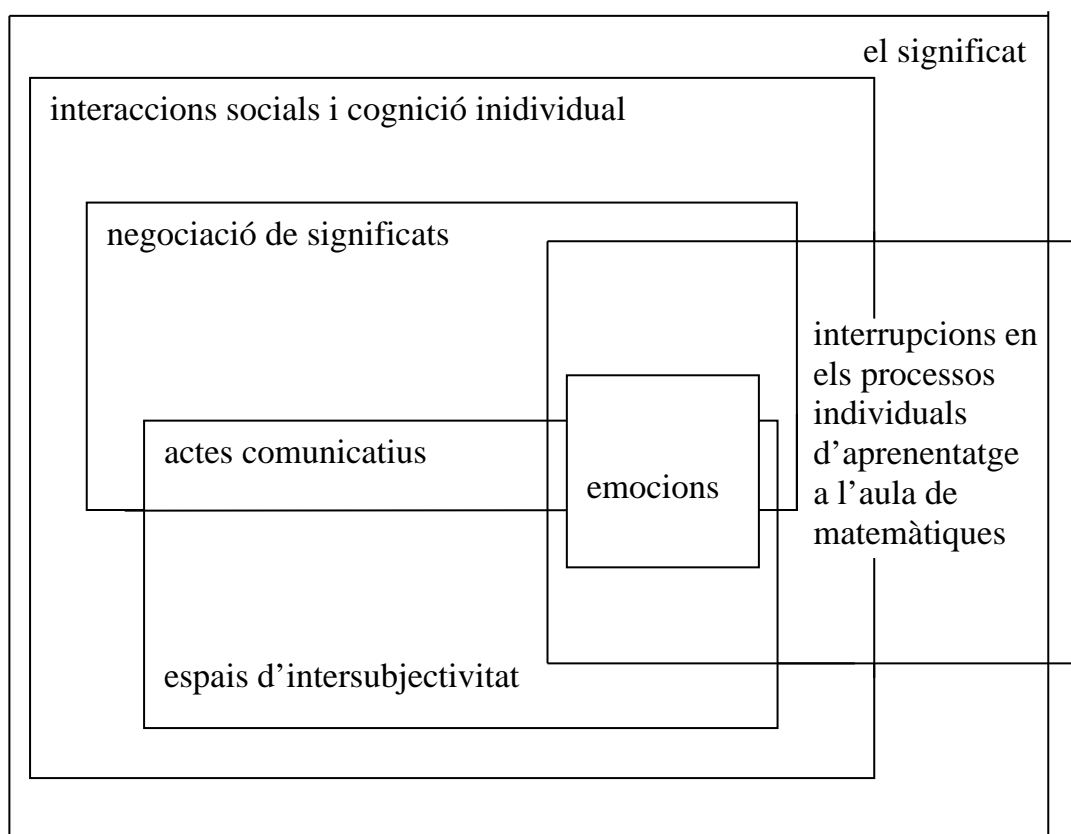 el significat
interaccions socials i cognició inidividual
negociació de significats
interrupcions en
els processos
individuals
d’aprenentatge
a l’aula de
matemàtiques
actes comunicatius
emocions
espais d’intersubjectivitat